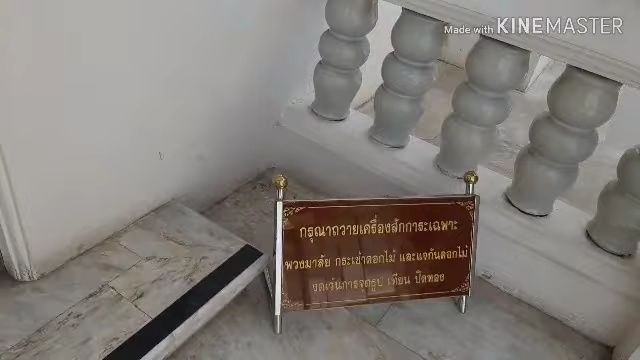 Made with KINEMASTER
กรุณาถวายเครื่องสักการะเฉพาะ
พวงมาลัย กระเช้าดอกไม้ และแจกันดอกไม้
งดเว้นการจุดธูป เทียน ปิดทอง